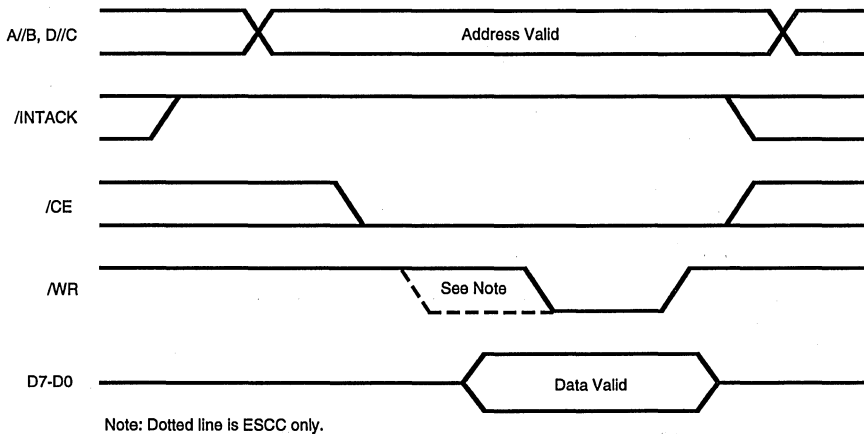 A//B, D//C
Address Valid
/INTACK
/CE
/WR
See Note
D7-D0
Data Valid
Note: Dotted line is ESCC only.